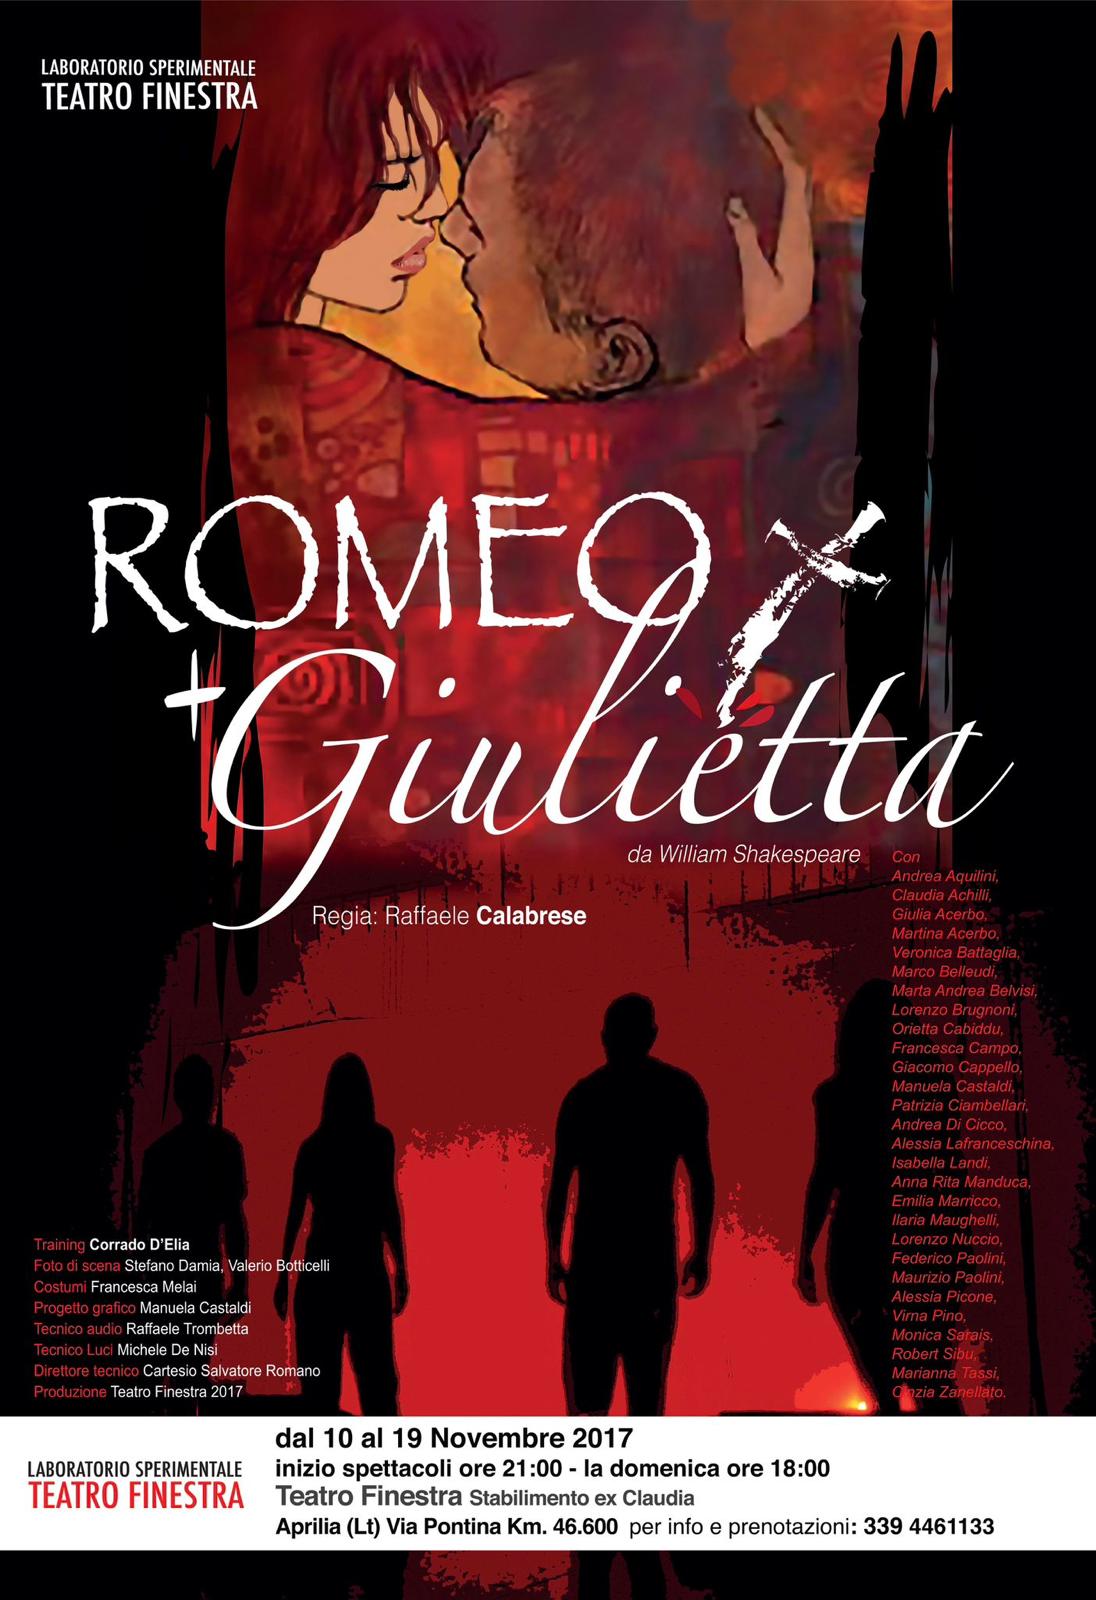 LABORATORIO SPERIMENTALE
TEATRO FINESTRA
ROMEO
+Giulietta
da William Shakespeare
Regia: Raffaele Calabrese
Con
Andrea Aquilini,
Claudia Achilli,
Giulia Acerbo,
Martina Acerbo,
Veronica Battaglia,
Marco Belleudi,
Marta Andrea Belvisi,
Lorenzo Brugnoni,
Orietta Cabiddu,
Francesca Campo,
Giacomo Cappello,
Manuela Castaldi,
Patrizia Ciambellari,
Andrea Di Cicco,
Alessia Lafranceschina,
Isabella Landi,
Anna Rita Manduca,
Emilia Marricco,
Ilaria Maughelli,
Lorenzo Nuccio,
Federico Paolini,
Maurizio Paolini,
Alessia Picone,
Virna Pino,
Monica Sarais,
Robert Sibu,
Marianna Tassi,
Cinzia Zanellato.
Training Corrado D'Elia
Foto di scena Stefano Damia, Valerio Botticelli
Costumi Francesca Melai
Progetto grafico Manuela Castaldi
Tecnico audio Raffaele Trombetta
Tecnico Luci Michele De Nisi
Direttore tecnico Cartesio Salvatore Romano
Produzione Teatro Finestra 2017
LABORATORIO SPERIMENTALE
TEATRO FINESTRA
dal 10 al 19 Novembre 2017
inizio spettacoli ore 21:00 - la domenica ore 18:00
Teatro Finestra Stabilimento ex Claudia
Aprilia (Lt) Via Pontina Km. 46.600 per info e prenotazioni: 339 4461133